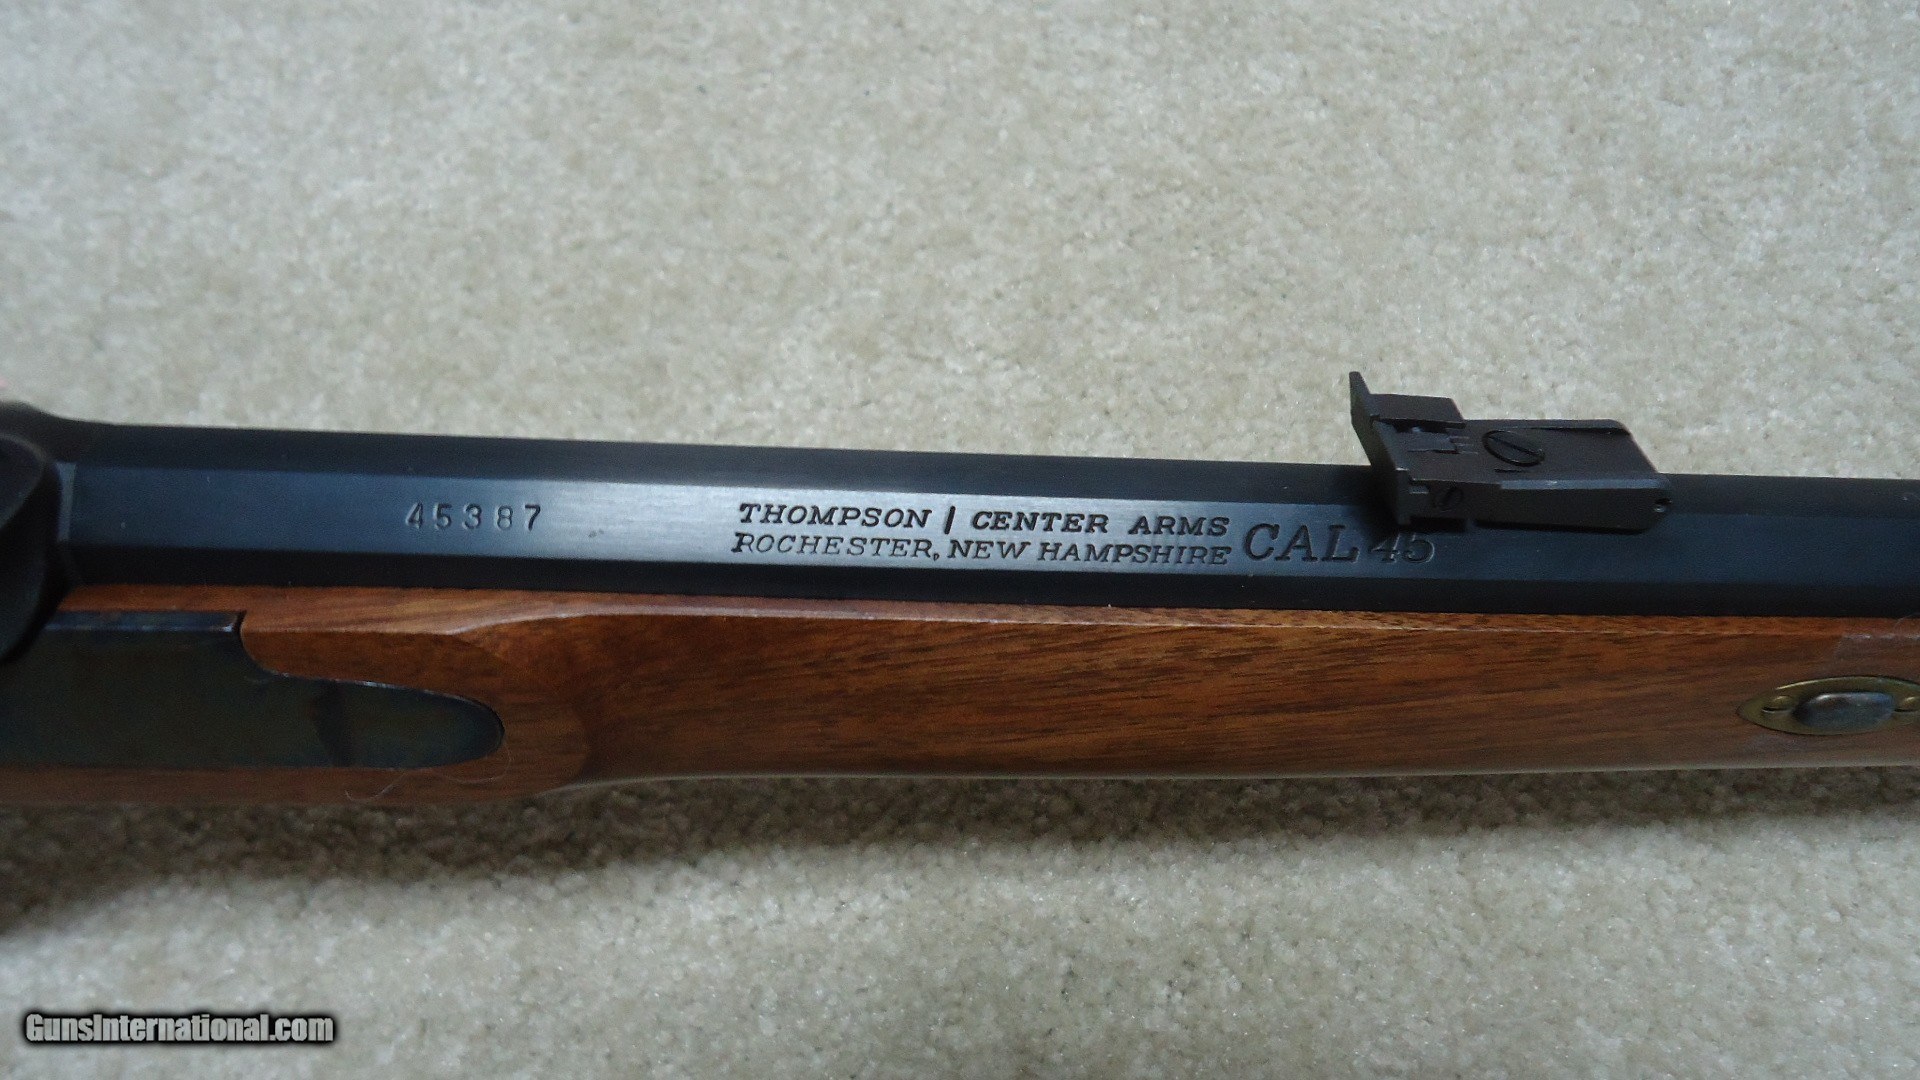 45387
THOMPSON / CENTER ARMS
ROCHESTER, NEW HAMPSHIRE CAL 45
GunsInternational.com